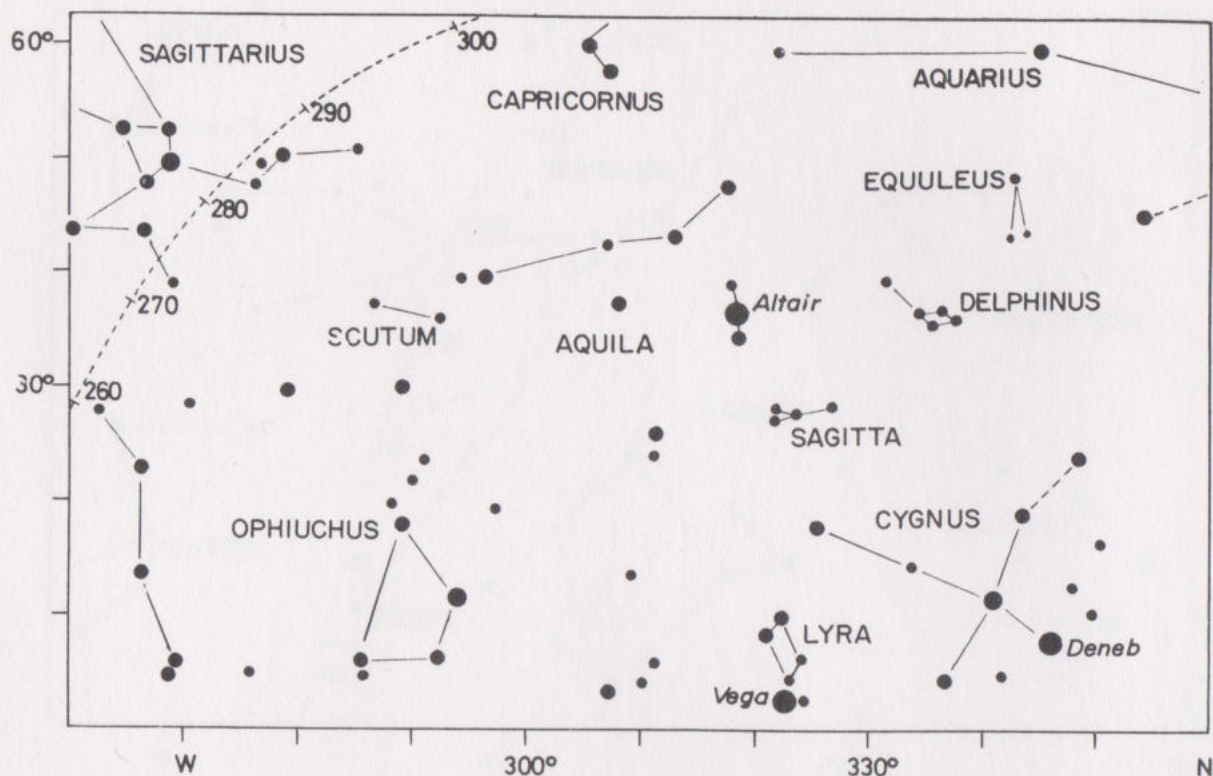 60°
SAGITTARIUS
300
CAPRICORNUS
AQUARIUS
290
EQUULEUS
280
270
SCUTUM
AQUILA
Altair
DELPHINUS
30°
260
SAGITTA
OPHIUCHUS
CYGNUS
LYRA
Deneb
Vega
W
300°
330°
N